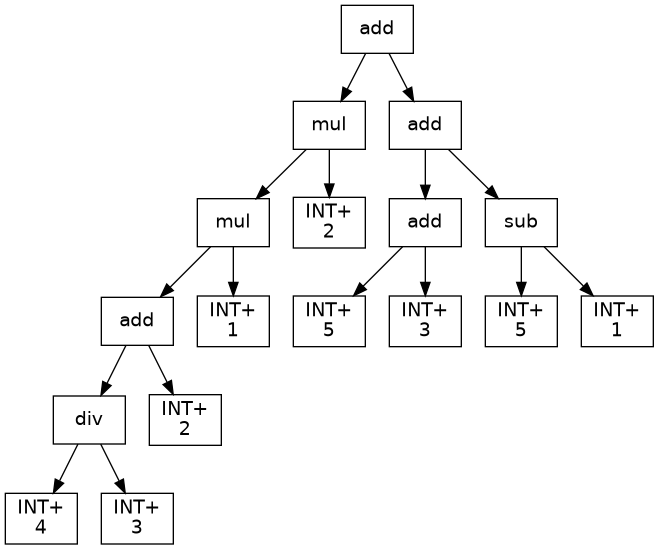 add
mul
add
mul
INT+
2
add
sub
add
INT+
1
INT+
5
INT+
3
INT+
5
INT+
1
div
INT+
2
INT+
4
INT+
3